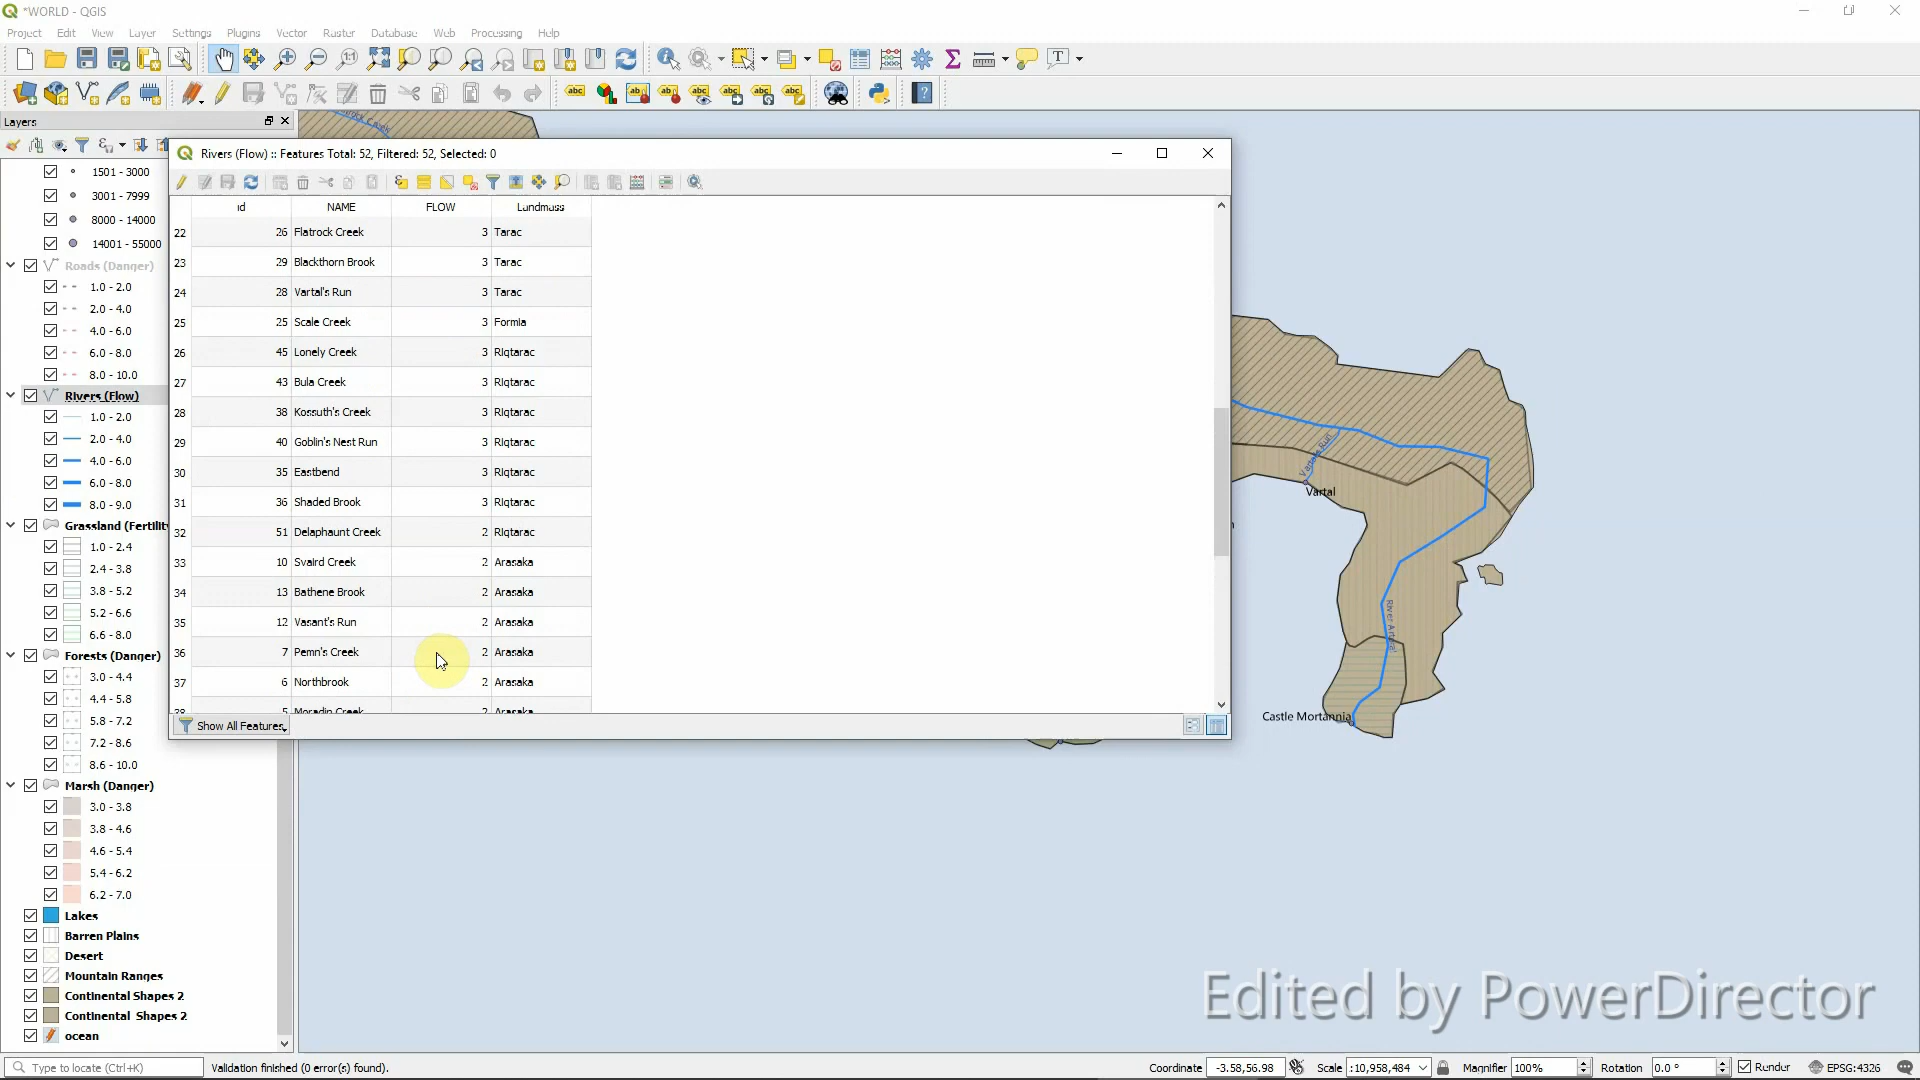 *WORLD - QGIS
Project Edit View Layer Settings Plugins Vector Raster Database Web Processing Help
Layers
1501 - 3000
3001 - 7999
8000 - 14000
14001 - 55000
Roads (Danger)
1.0 - 2.0
2.0 - 4.0
4.0 - 6.0
6.0 - 8.0
8.0 - 10.0
Rivers (Flow)
1.0 - 2.0
2.0 - 4.0
4.0 - 6.0
6.0 - 8.0
8.0 - 9.0
Grassland (Fertility
1.0 - 2.4
2.4 - 3.8
3.8 - 5.2
5.2 - 6.6
6.6 - 8.0
Forests (Danger)
3.0 - 4.4
4.4 - 5.8
5.8 - 7.2
7.2 - 8.6
8.6 - 10.0
Marsh (Danger)
3.0 - 3.8
3.8 - 4.6
4.6 - 5.4
5.4 - 6.2
6.2 - 7.0
Lakes
Barren Plains
Desert
Mountain Ranges
Continental Shapes 2
Continental Shapes 2
ocean
Rivers (Flow) :: Features Total: 52, Filtered: 52, Selected: 0
id NAME FLOW Landmass
22 26 Flatrock Creek 3 Tarac
23 29 Blackthorn Brook 3 Tarac
24 28 Vartal's Run 3 Tarac
25 25 Scale Creek 3 Formia
26 45 Lonely Creek 3 Riqtarac
27 43 Bula Creek 3 Riqtarac
28 38 Kossuth's Creek 3 Riqtarac
29 40 Goblin's Nest Run 3 Riqtarac
30 35 Eastbend 3 Riqtarac
31 36 Shaded Brook 3 Riqtarac
32 51 Delaphaunt Creek 2 Riqtarac
33 10 Svaird Creek 2 Arasaka
34 13 Bathene Brook 2 Arasaka
35 12 Vasant's Run 2 Arasaka
36 7 Pemn's Creek 2 Arasaka
37 6 Northbrook 2 Arasaka
38 5 Moradin Creek 2 Arasaka
Show All Features
Vartal's Run
Vartal
Castle Mortannia
Edited by PowerDirector
Type to locate (Ctrl+K) Validation finished (0 error(s) found). Coordinate -3.58,56.98 Scale :10,958,484 Magnifier 100% Rotation 0.0 ° Render EPSG:4326